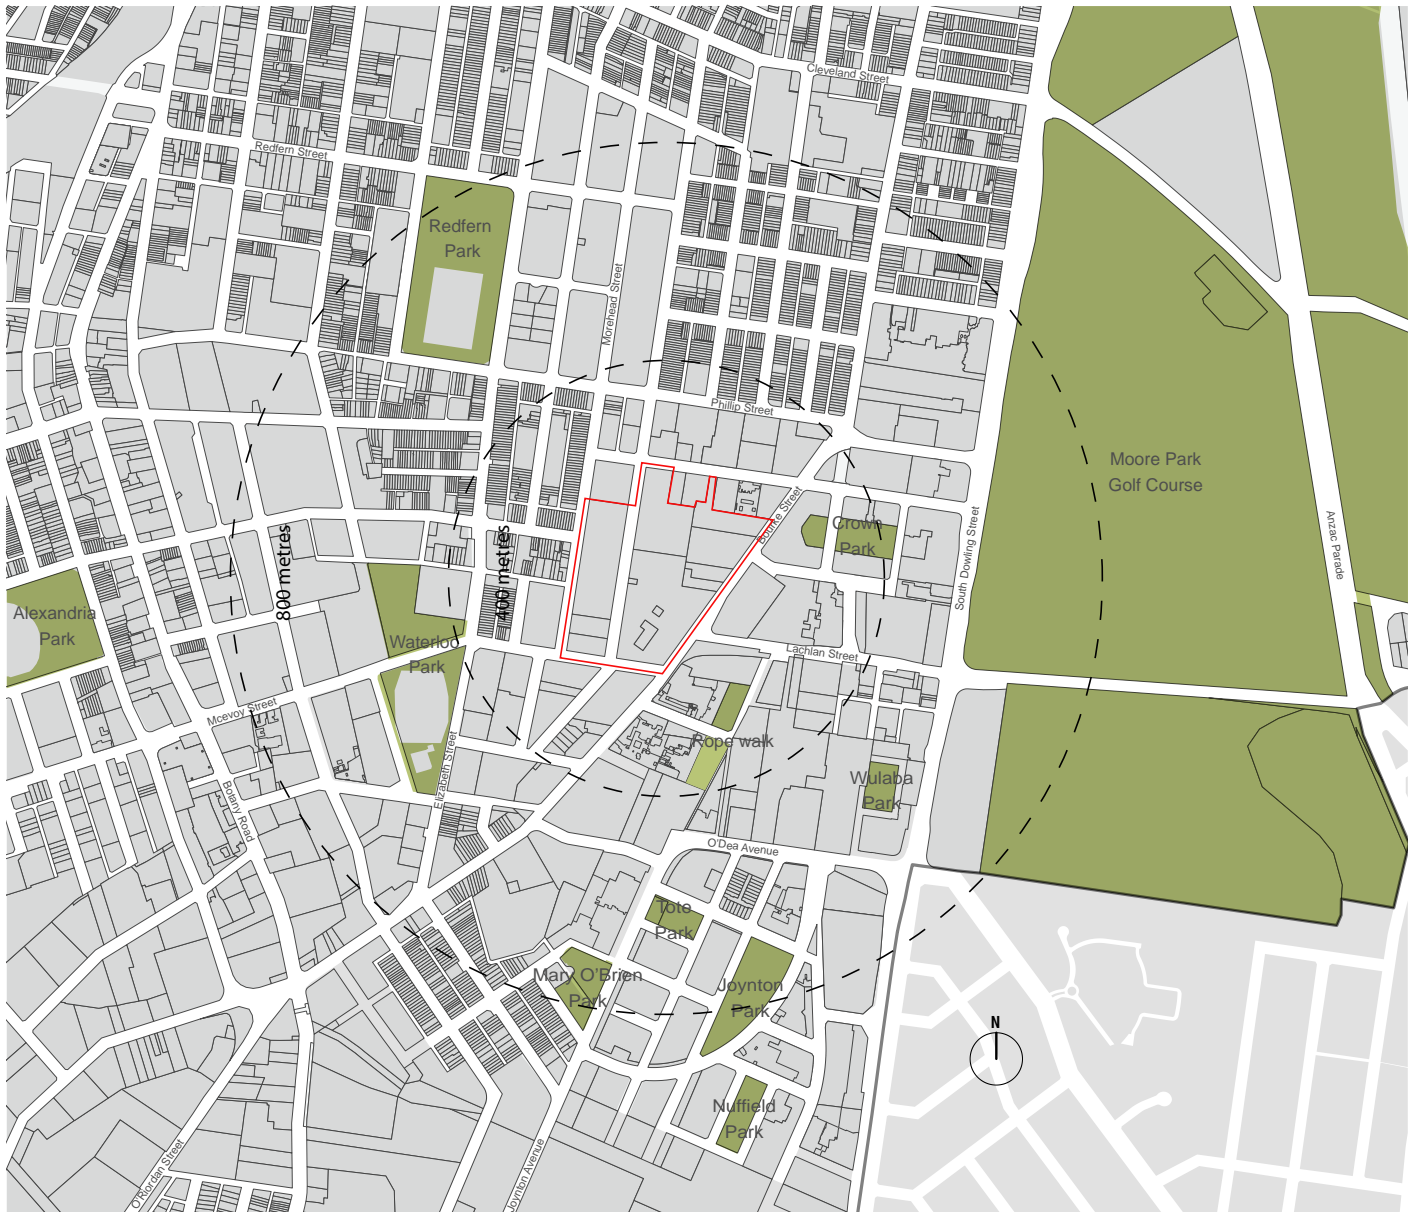 Cleveland Street
Redfern Street
Redfern
Park
Morehead Street
Phillip Street
Moore Park
Golf Course
Bourke Street
Crown
Park
South Dowling Street
Anzac Parade
800 metres
400 metres
Alexandria
Park
Waterloo
Park
Lachlan Street
Mcevoy Street
Rope walk
Elizabeth Street
Wulaba
Park
Botany Road
O'Dea Avenue
Tote
Park
Mary O'Brien
Park
Joynton
Park
N
Nuffield
Park
O'Riordan Street
Joynton Avenue